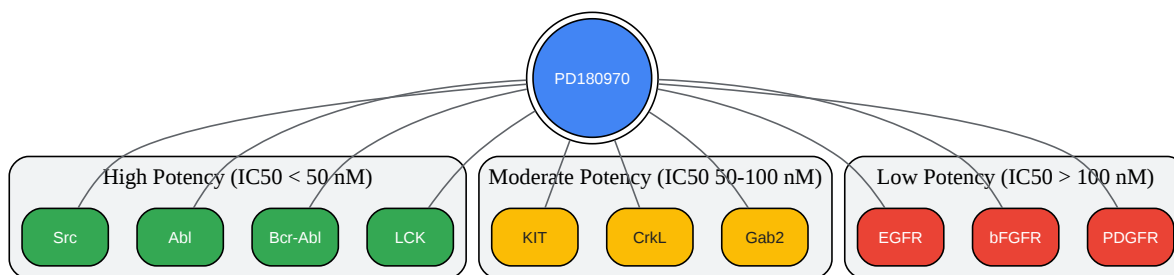 PD180970
High Potency (IC50 < 50 nM)
Moderate Potency (IC50 50-100 nM)
Low Potency (IC50 > 100 nM)
Src
Abl
Bcr-Abl
LCK
KIT
CrkL
Gab2
EGFR
bFGFR
PDGFR